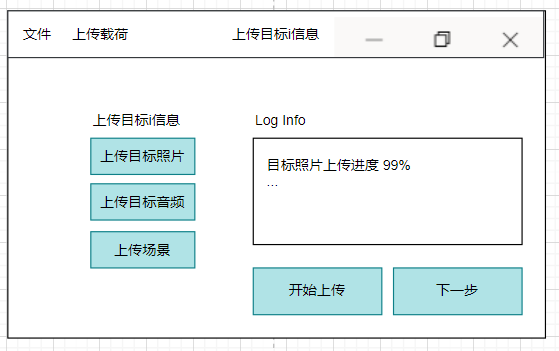 文件 上传载荷 上传目标i信息
上传目标i信息
上传目标照片
上传目标音频
上传场景
Log Info
目标照片上传进度 99%
...
开始上传
下一步